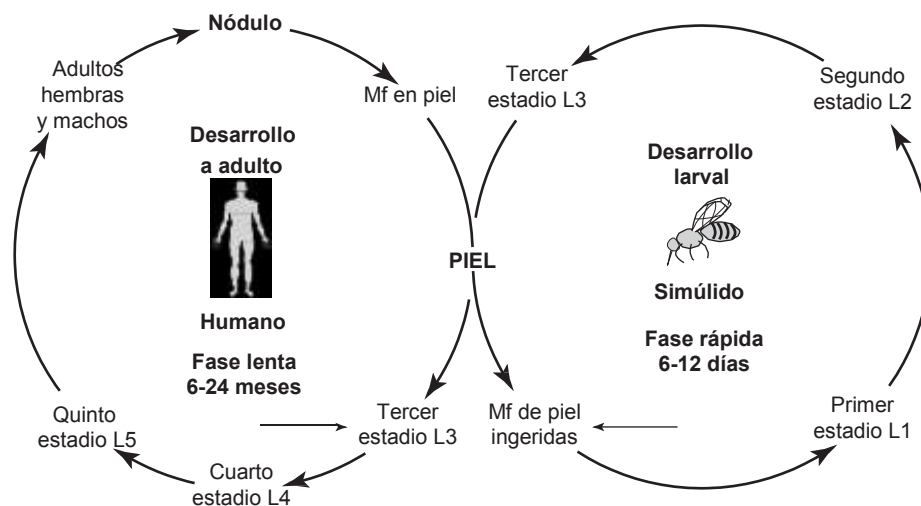 Nódulo
Adultos
hembras
y machos
Mf en piel
Desarrollo
a adulto
Humano
Fase lenta
6-24 meses
Quinto
estadio L5
Cuarto
estadio L4
Tercer
estadio L3
PIEL
Tercer
estadio L3
Segundo
estadio L2
Desarrollo
larval
Simúlido
Fase rápida
6-12 días
Mf de piel
ingeridas
Primer
estadio L1